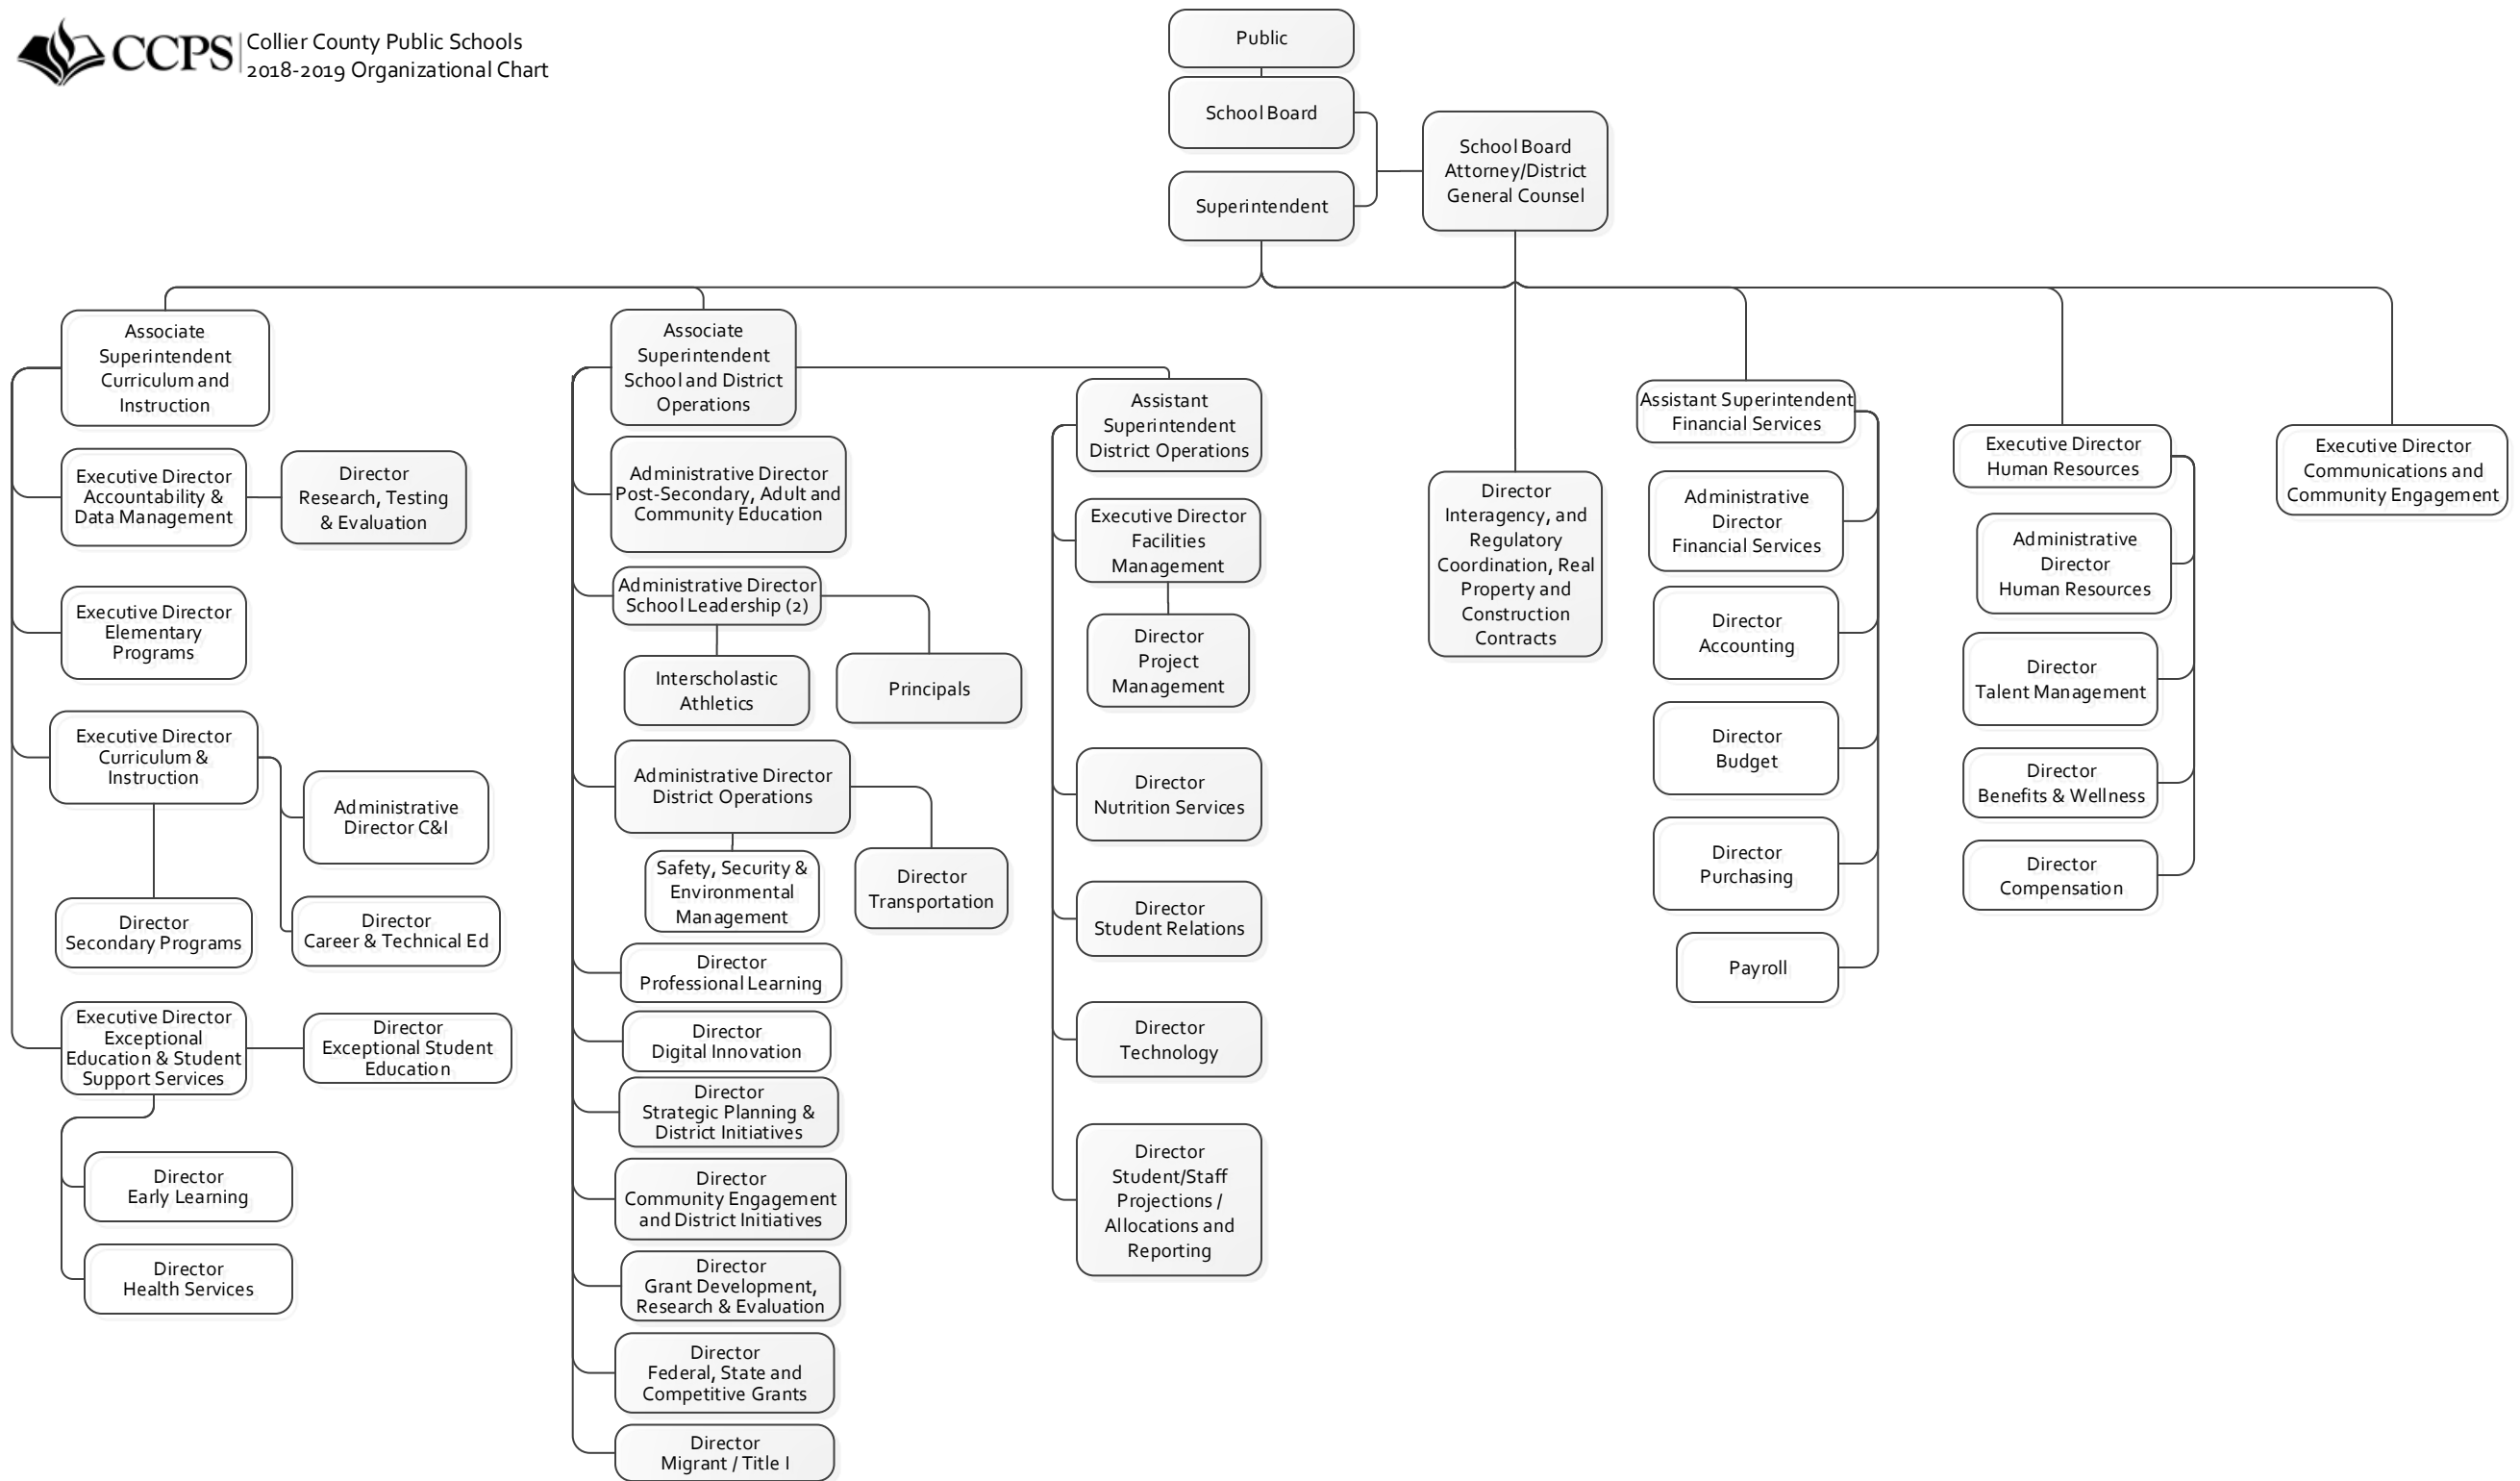 CCPS
Collier County Public Schools
2018-2019 Organizational Chart
Public
School Board
School Board
Attorney/District
General Counsel
Superintendent
Associate
Superintendent
Curriculum and
Instruction
Executive Director
Accountability &
Data Management
Director
Research, Testing
& Evaluation
Executive Director
Elementary
Programs
Executive Director
Curriculum &
Instruction
Administrative
Director C&I
Director
Secondary Programs
Director
Career & Technical Ed
Executive Director
Exceptional
Education & Student
Support Services
Director
Exceptional Student
Education
Director
Early Learning
Director
Health Services
Associate
Superintendent
School and District
Operations
Administrative Director
Post-Secondary, Adult and
Community Education
Administrative Director
School Leadership (2)
Interscholastic
Athletics
Principals
Administrative Director
District Operations
Safety, Security &
Environmental
Management
Director
Transportation
Director
Professional Learning
Director
Digital Innovation
Director
Strategic Planning &
District Initiatives
Director
Community Engagement
and District Initiatives
Director
Grant Development,
Research & Evaluation
Director
Federal, State and
Competitive Grants
Director
Migrant / Title I
Assistant
Superintendent
District Operations
Executive Director
Facilities
Management
Director
Project
Management
Director
Nutrition Services
Director
Student Relations
Director
Technology
Director
Student/Staff
Projections /
Allocations and
Reporting
Director
Interagency, and
Regulatory
Coordination, Real
Property and
Construction
Contracts
Assistant Superintendent
Financial Services
Administrative
Director
Financial Services
Director
Accounting
Director
Budget
Director
Purchasing
Payroll
Executive Director
Human Resources
Administrative
Director
Human Resources
Director
Talent Management
Director
Benefits & Wellness
Director
Compensation
Executive Director
Communications and
Community Engagement